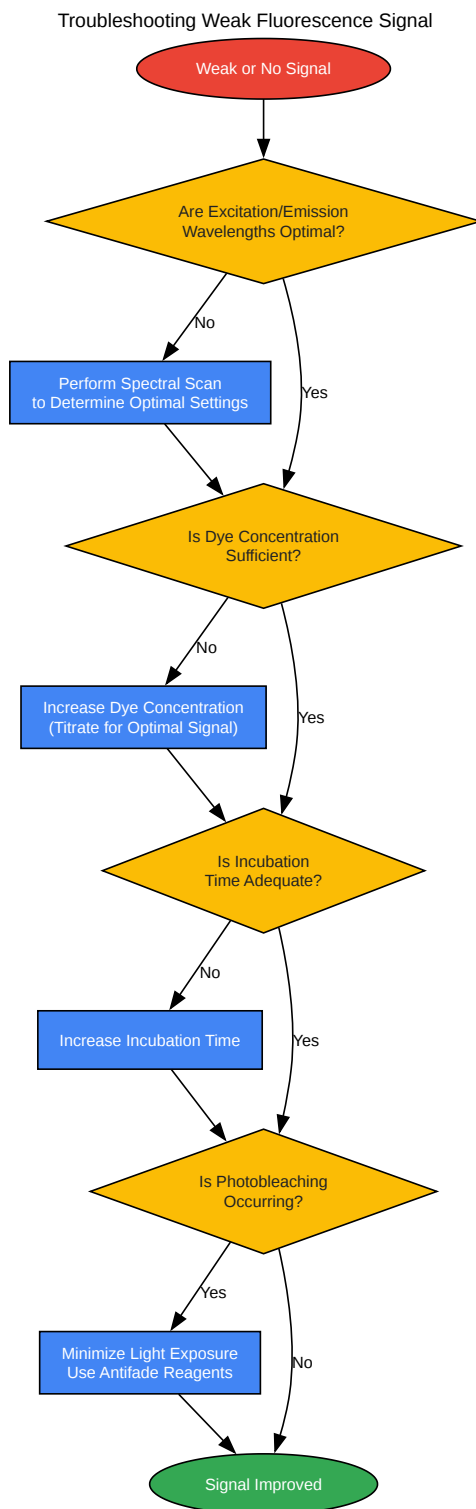 Troubleshooting Weak Fluorescence Signal
Weak or No Signal
Are Excitation/Emission
Wavelengths Optimal?
No
Yes
Perform Spectral Scan
to Determine Optimal Settings
Is Dye Concentration
Sufficient?
No
Yes
Increase Dye Concentration
(Titrate for Optimal Signal)
Is Incubation
Time Adequate?
No
Yes
Increase Incubation Time
Is Photobleaching
Occurring?
Yes
No
Minimize Light Exposure
Use Antifade Reagents
Signal Improved